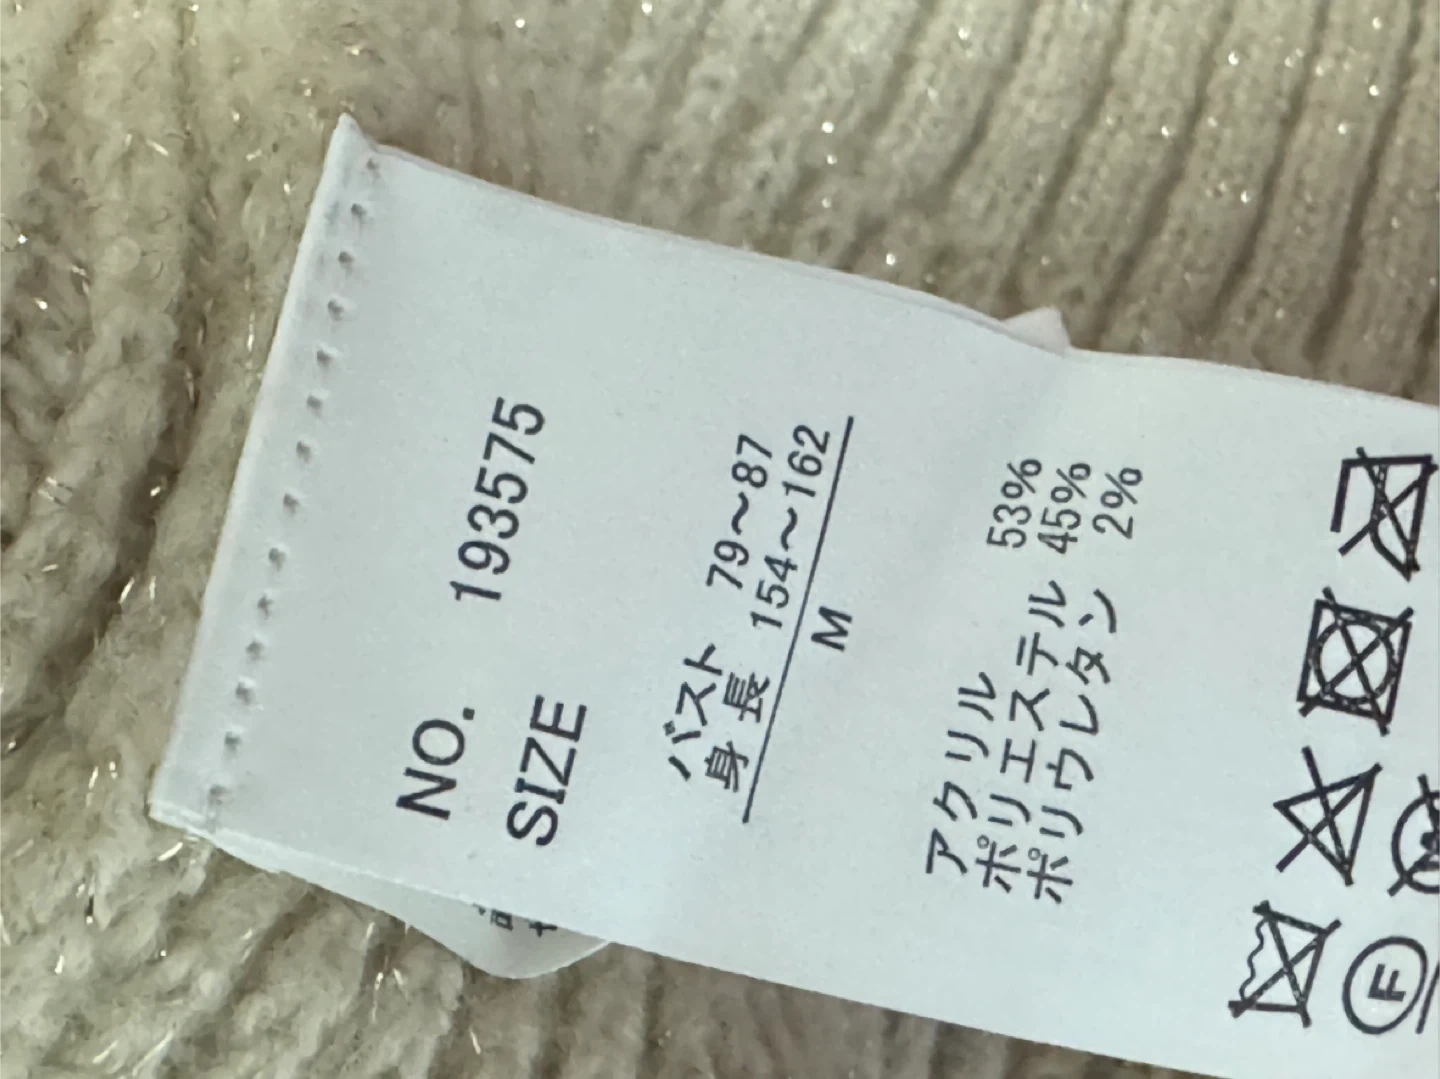 NO. 193575
SIZE
バスト 79～87
身長 154～162
M
アクリル 53%
ポリエステル 45%
ポリウレタン 2%
F